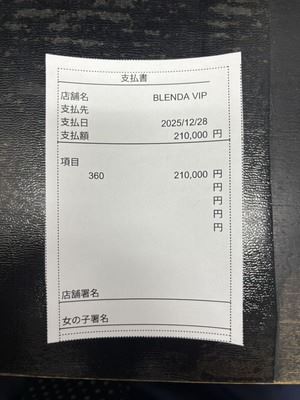 支払書
店舗名 BLENDA VIP
支払先
支払日 2025/12/28
支払額 210,000 円
項目
360 210,000 円
円
円
円
円
店舗署名
女の子署名